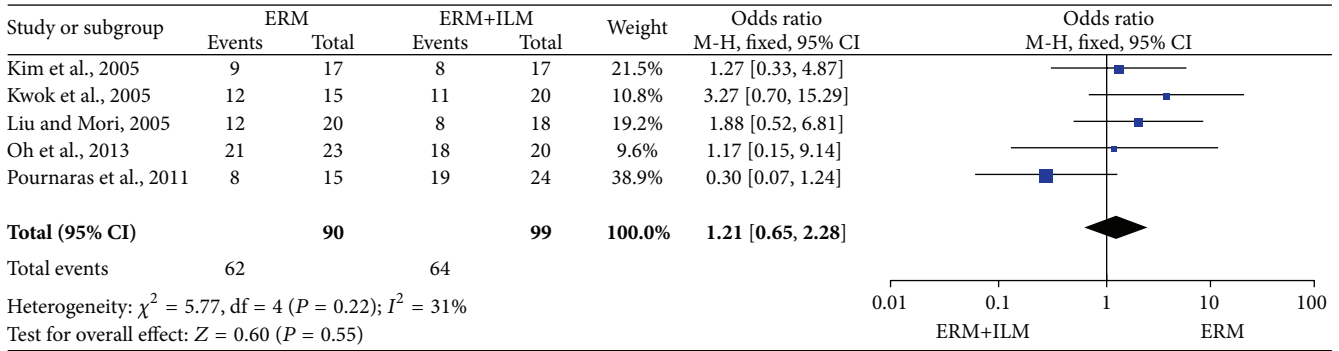 Study or subgroup ERM ERM+ILM Weight Odds ratio Odds ratio
Events Total Events Total M-H, fixed, 95% CI M-H, fixed, 95% CI
Kim et al., 2005 9 17 8 17 21.5% 1.27 [0.33, 4.87]
Kwok et al., 2005 12 15 11 20 10.8% 3.27 [0.70, 15.29]
Liu and Mori, 2005 12 20 8 18 19.2% 1.88 [0.52, 6.81]
Oh et al., 2013 21 23 18 20 9.6% 1.17 [0.15, 9.14]
Pournaras et al., 2011 8 15 19 24 38.9% 0.30 [0.07, 1.24]
Total (95% CI) 90 99 100.0% 1.21 [0.65, 2.28]
Total events 62 64
Heterogeneity: χ² = 5.77, df = 4 (P = 0.22); I² = 31%
Test for overall effect: Z = 0.60 (P = 0.55)
0.01 0.1 1 10 100
ERM+ILM ERM